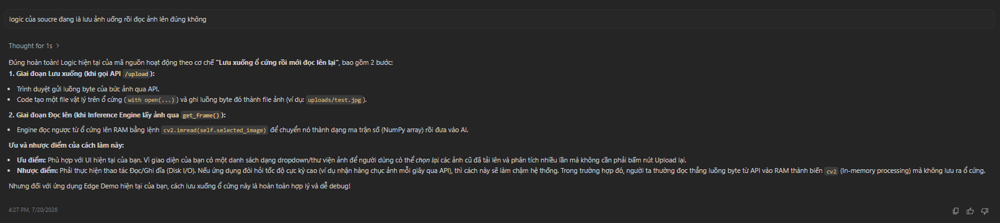 logic của soucre đang là lưu ảnh uống rồi đọc ảnh lên đúng không
Thought for 1s >
Đúng hoàn toàn! Logic hiện tại của mã nguồn hoạt động theo cơ chế "Lưu xuống ổ cứng rồi mới đọc lên lại", bao gồm 2 bước:
1. Giai đoạn Lưu xuống (khi gọi API /upload):
• Trình duyệt gửi luồng byte của bức ảnh qua API.
• Code tạo một file vật lý trên ổ cứng (with open(...)) và ghi luồng byte đó thành file ảnh (ví dụ: uploads/test.jpg).
2. Giai đoạn Đọc lên (khi Inference Engine lấy ảnh qua get_frame()):
• Engine đọc ngược từ ổ cứng lên RAM bằng lệnh cv2.imread(self.selected_image) để chuyển nó thành dạng ma trận số (NumPy array) rồi đưa vào AI.
Ưu và nhược điểm của cách làm này:
• Ưu điểm: Phù hợp với UI hiện tại của bạn. Vì giao diện của bạn có một danh sách dạng dropdown/thư viện ảnh để người dùng có thể chọn lại các ảnh cũ đã tải lên và phân tích nhiều lần mà không cần phải bấm nút Upload lại.
• Nhược điểm: Phải thực hiện thao tác Đọc/Ghi đĩa (Disk I/O). Nếu ứng dụng đòi hỏi tốc độ cực kỳ cao (ví dụ nhận hàng chục ảnh mỗi giây qua API), thì cách này sẽ làm chậm hệ thống. Trong trường hợp đó, người ta thường đọc thẳng luồng byte từ API vào RAM thành biến cv2 (In-memory processing) mà không lưu ra ổ cứng.
Nhưng đối với ứng dụng Edge Demo hiện tại của bạn, cách lưu xuống ổ cứng này là hoàn toàn hợp lý và dễ debug!
4:27 PM, 7/20/2026